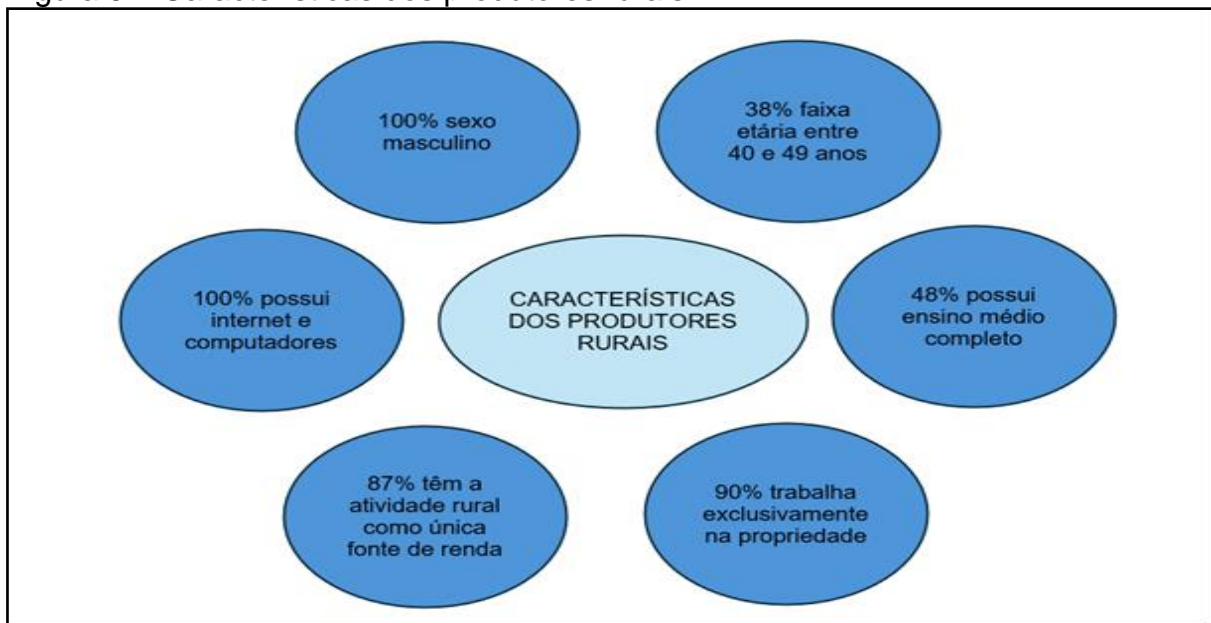 100% sexo
masculino
38% faixa
etária entre
40 e 49 anos
100% possui
internet e
computadores
CARACTERÍSTICAS
DOS PRODUTORES
RURAIS
48% possui
ensino médio
completo
87% têm a
atividade rural
como única
fonte de renda
90% trabalha
exclusivamente
na propriedade